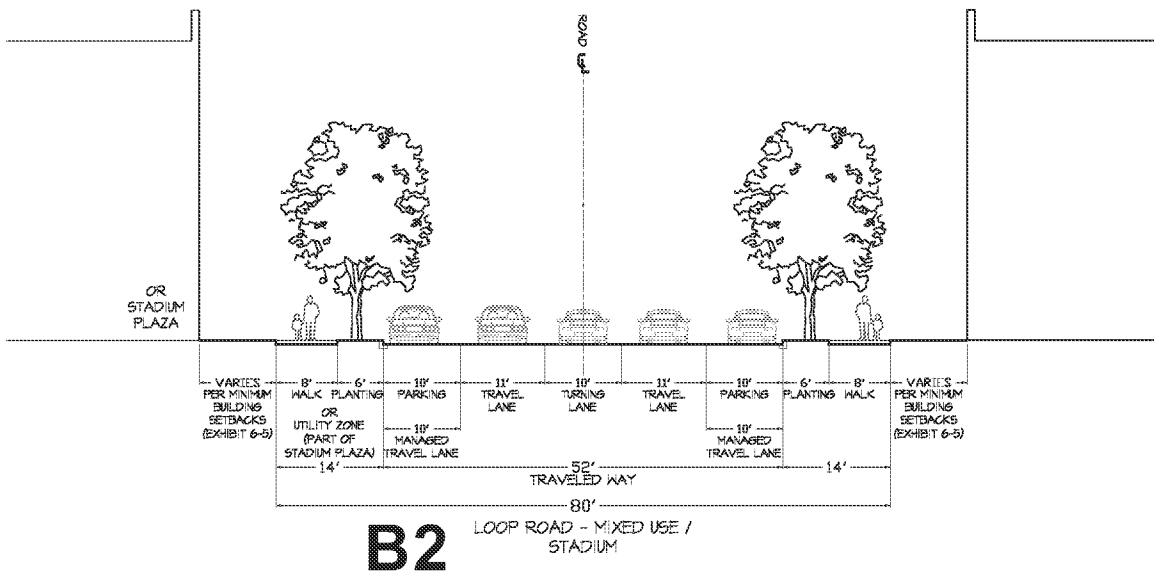 ROAD ℄
OR
STADIUM
PLAZA
VARIES
PER MINIMUM
BUILDING
SETBACKS
(EXHIBIT 6-5)
8'
WALK
6'
PLANTING
OR
UTILITY ZONE
(PART OF
STADIUM PLAZA)
10'
PARKING
11'
TRAVEL
LANE
10'
TURNING
LANE
11'
TRAVEL
LANE
10'
PARKING
6'
PLANTING
8'
WALK
VARIES
PER MINIMUM
BUILDING
SETBACKS
(EXHIBIT 6-5)
10'
MANAGED
TRAVEL LANE
10'
MANAGED
TRAVEL LANE
14'
52'
TRAVELED WAY
14'
80'
B2
LOOP ROAD - MIXED USE /
STADIUM